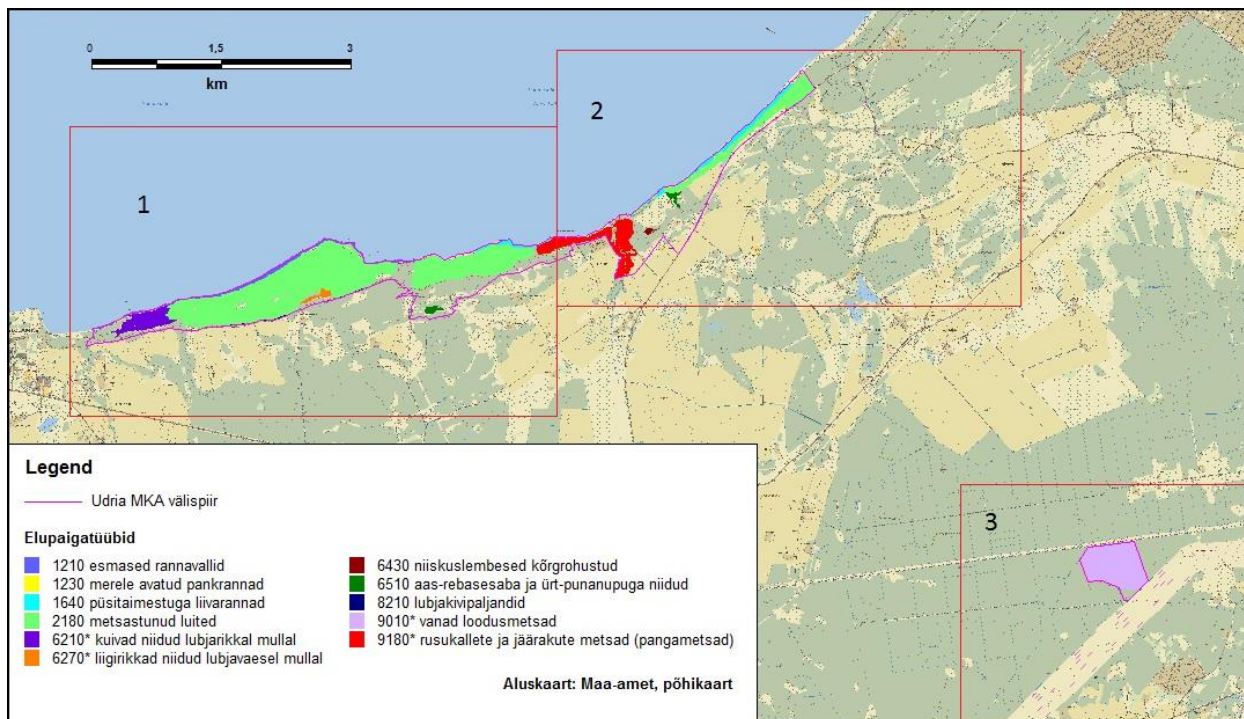 0 1,5 3
km
2
1
3
Legend
Udria MKA välispiir
Elupaigatüübid
1210 esmased rannavallid
1230 merele avatud pankrannad
1640 püsitaimestuga liivarannad
2180 metsastunud luited
6210* kuivad niidud lubjarikkal mullal
6270* liigirikkad niidud lubjavaesel mullal
6430 niiskuslembesed kõrgrohustud
6510 aas-rebasesaba ja ürt-punanupuga niidud
8210 lubjakivipaljandid
9010* vanad loodusmetsad
9180* rusukallete ja jäärakute metsad (pangametsad)
Aluskaart: Maa-amet, põhikaart